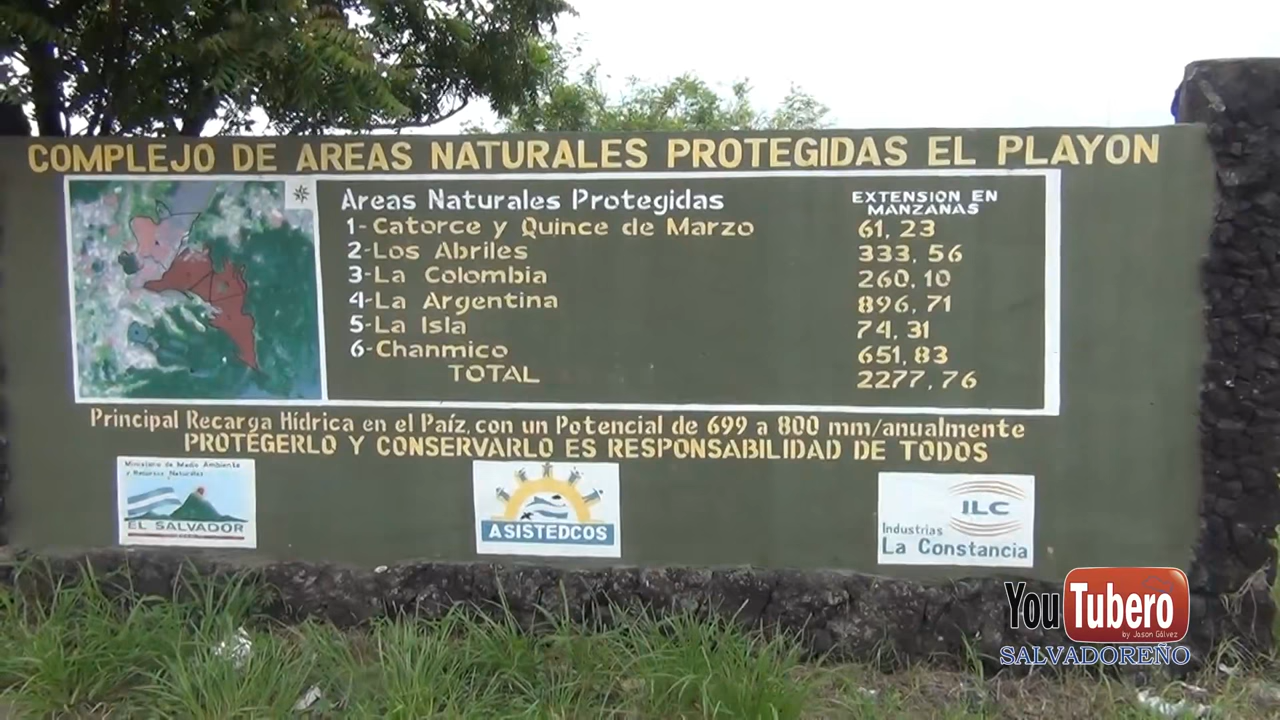 COMPLEJO DE AREAS NATURALES PROTEGIDAS EL PLAYON
Areas Naturales Protegidas EXTENSION EN MANZANAS
1- Catorce y Quince de Marzo 61,23
2-Los Abriles 333,56
3-La Colombia 260,10
4-La Argentina 896,71
5-La Isla 74,31
6-Chanmico 651,83
TOTAL 2277,76
Principal Recarga Hídrica en el Paíz, con un Potencial de 699 a 800 mm/anualmente
PROTEGERLO Y CONSERVARLO ES RESPONSABILIDAD DE TODOS
Ministerio de Medio Ambiente
y Recursos Naturales
EL SALVADOR
ASISTEDCOS
ILC
Industrias
La Constancia
You Tubero
by Jason Gálvez
SALVADOREÑO